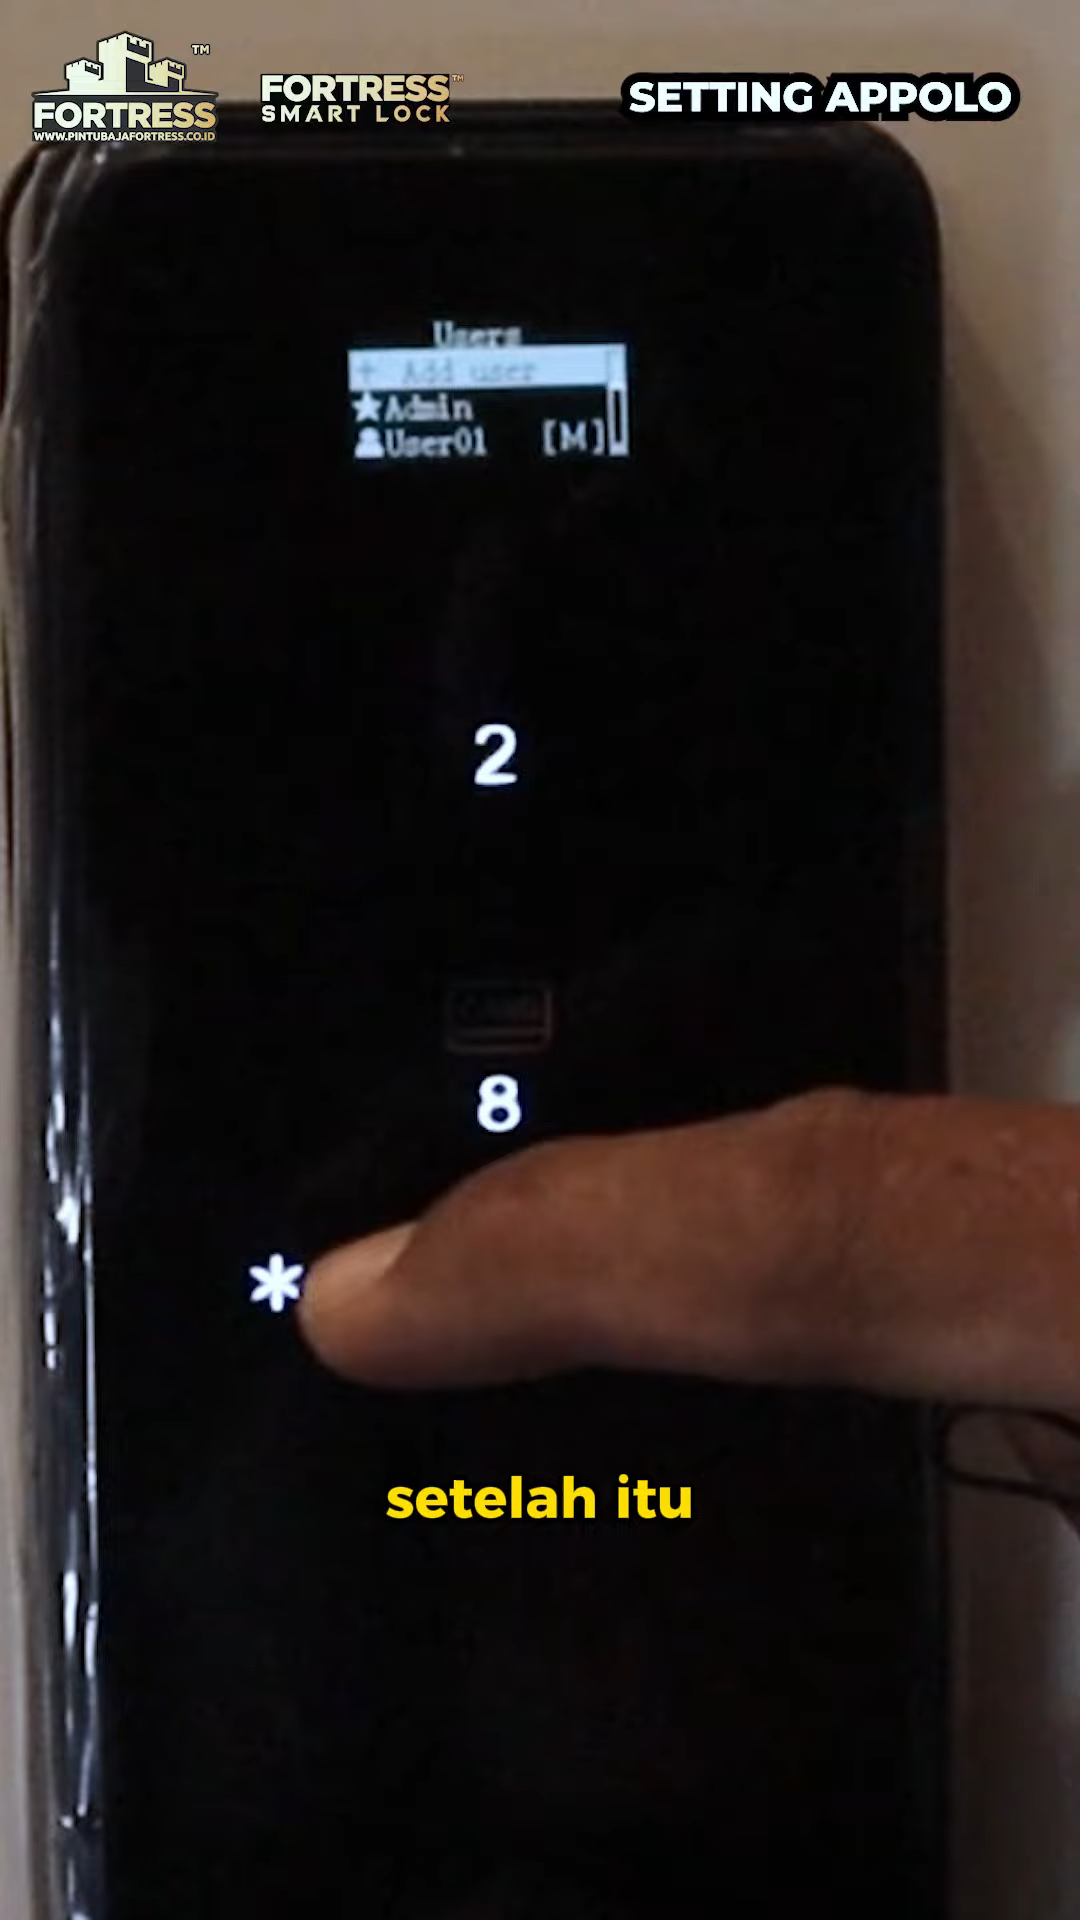 FORTRESS
WWW.PINTUBAJAFORTRESS.CO.ID
FORTRESS
SMART LOCK
SETTING APPOLO
Users
+ Add user
Admin
User01 [M]
2
8
*
setelah itu